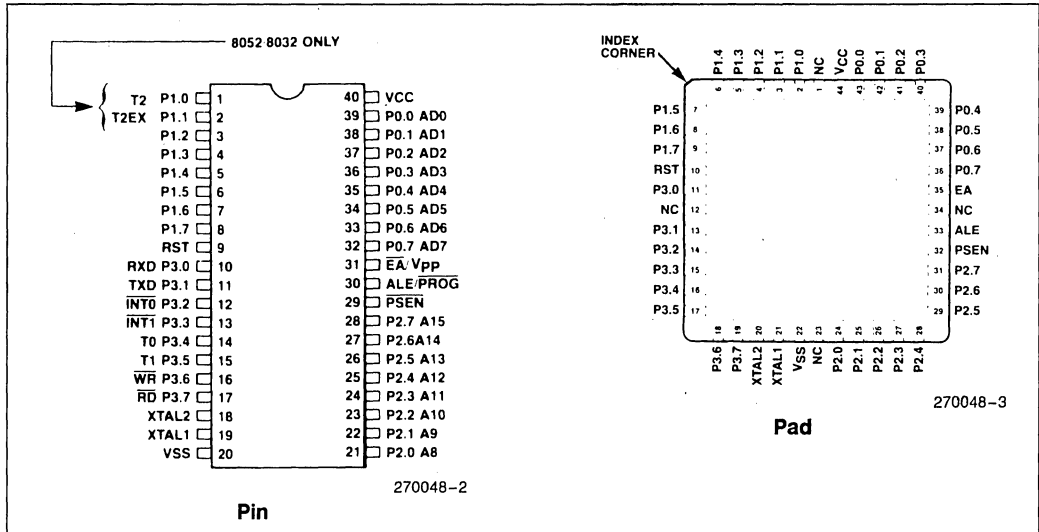 8052 8032 ONLY
T2 P1.0 1
T2EX P1.1 2
P1.2 3
P1.3 4
P1.4 5
P1.5 6
P1.6 7
P1.7 8
RST 9
RXD P3.0 10
TXD P3.1 11
INT0 P3.2 12
INT1 P3.3 13
T0 P3.4 14
T1 P3.5 15
WR P3.6 16
RD P3.7 17
XTAL2 18
XTAL1 19
VSS 20
40 VCC
39 P0.0 AD0
38 P0.1 AD1
37 P0.2 AD2
36 P0.3 AD3
35 P0.4 AD4
34 P0.5 AD5
33 P0.6 AD6
32 P0.7 AD7
31 EA/VPP
30 ALE/PROG
29 PSEN
28 P2.7 A15
27 P2.6A14
26 P2.5 A13
25 P2.4 A12
24 P2.3 A11
23 P2.2 A10
22 P2.1 A9
21 P2.0 A8
270048-2
Pin
INDEX
CORNER
P1.4 P1.3 P1.2 P1.1 P1.0 NC VCC P0.0 P0.1 P0.2 P0.3
6 5 4 3 2 1 44 43 42 41 40
P1.5 7
P1.6 8
P1.7 9
RST 10
P3.0 11
NC 12
P3.1 13
P3.2 14
P3.3 15
P3.4 16
P3.5 17
39 P0.4
38 P0.5
37 P0.6
36 P0.7
35 EA
34 NC
33 ALE
32 PSEN
31 P2.7
30 P2.6
29 P2.5
18 19 20 21 22 23 24 25 26 27 28
P3.6 P3.7 XTAL2 XTAL1 VSS NC P2.0 P2.1 P2.2 P2.3 P2.4
270048-3
Pad